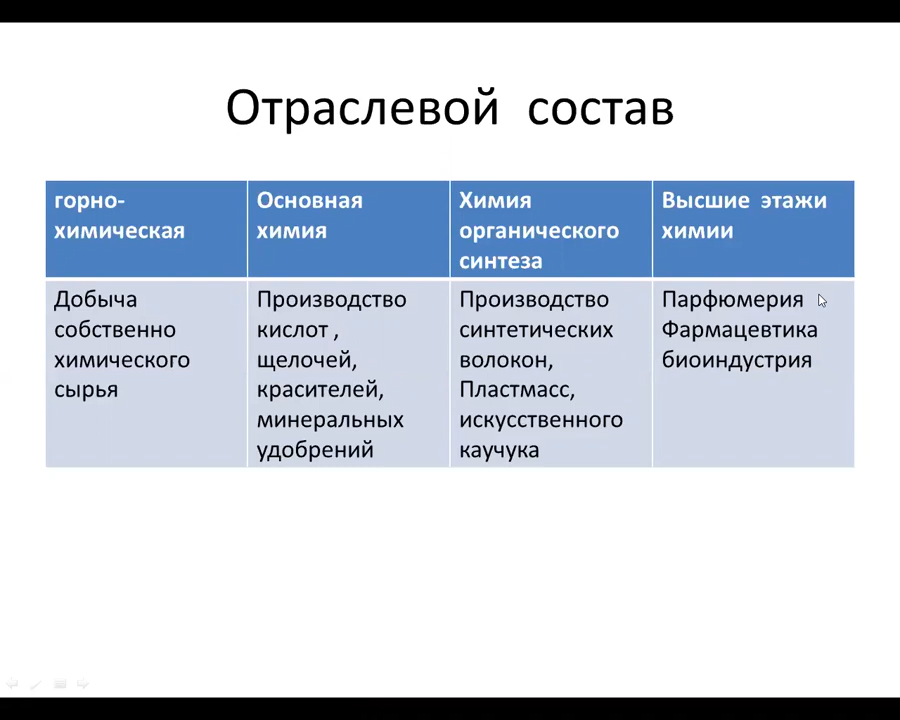 Отраслевой состав
горно-
химическая
Основная
химия
Химия
органического
синтеза
Высшие этажи
химии
Добыча
собственно
химического
сырья
Производство
кислот ,
щелочей,
красителей,
минеральных
удобрений
Производство
синтетических
волокон,
Пластмасс,
искусственного
каучука
Парфюмерия
Фармацевтика
биоиндустрия